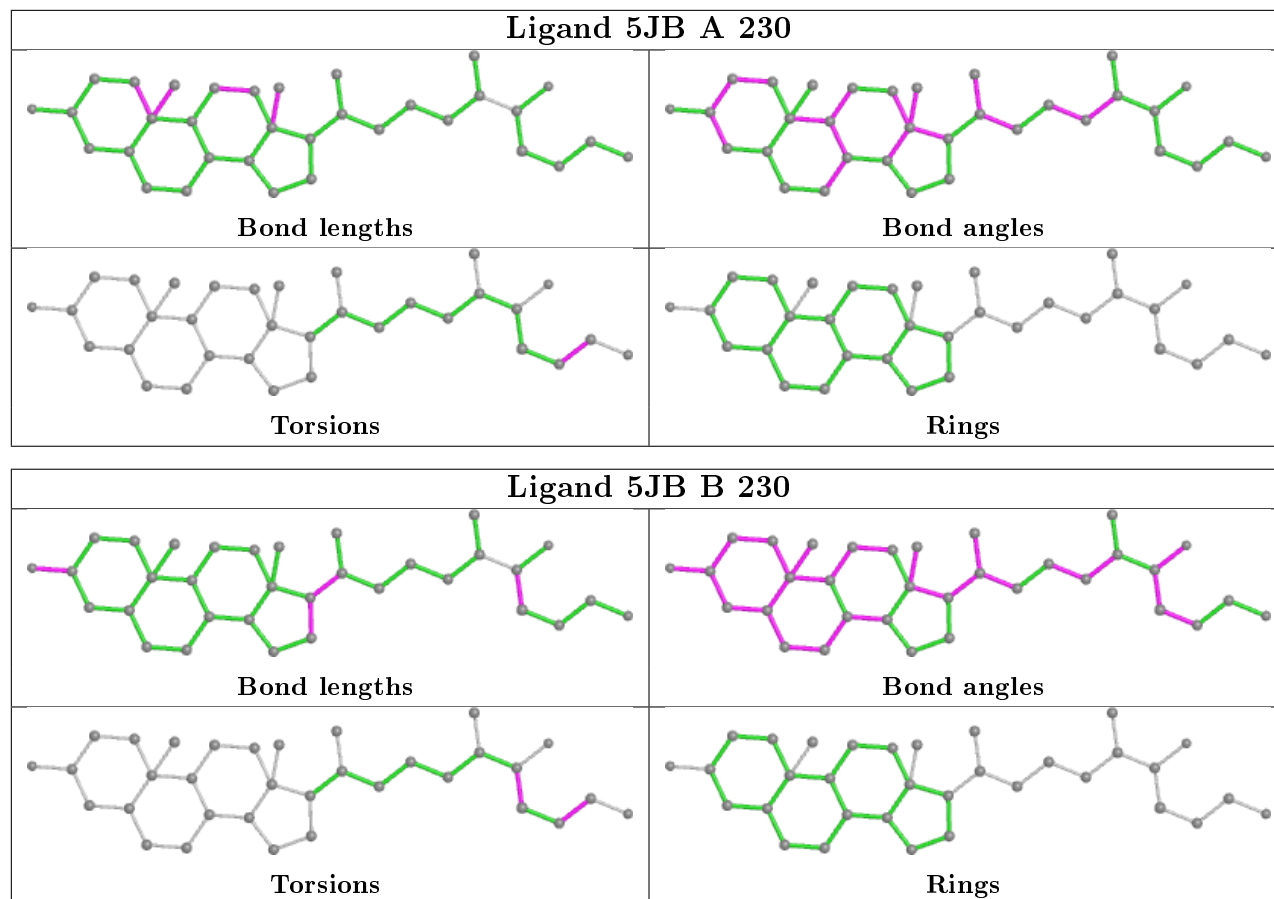 Ligand 5JB A 230
Bond lengths
Bond angles
Torsions
Rings
Ligand 5JB B 230
Bond lengths
Bond angles
Torsions
Rings